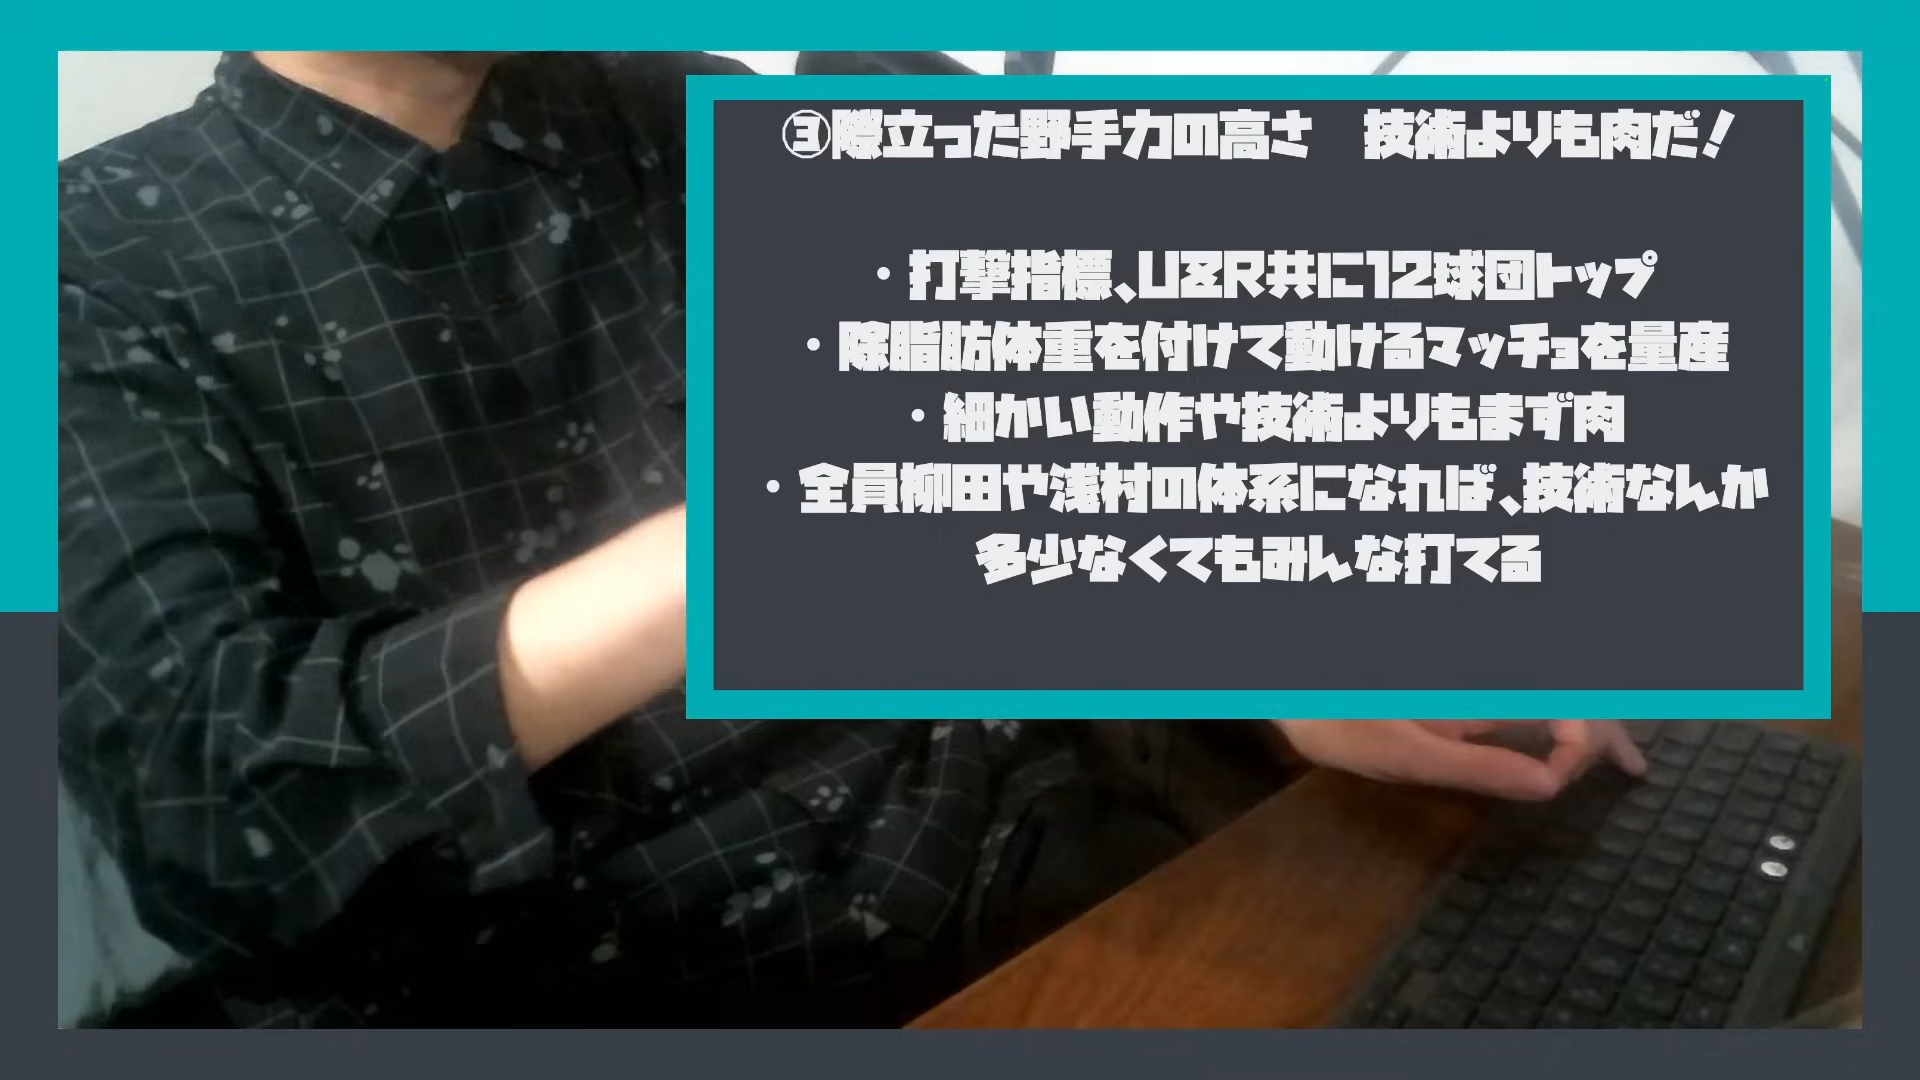 ③際立った野手力の高さ　技術よりも肉だ！
・打撃指標、UZR共に12球団トップ
・除脂肪体重を付けて動けるマッチョを量産
・細かい動作や技術よりもまず肉
・全員柳田や浅村の体系になれば、技術なんか
多少なくてもみんな打てる